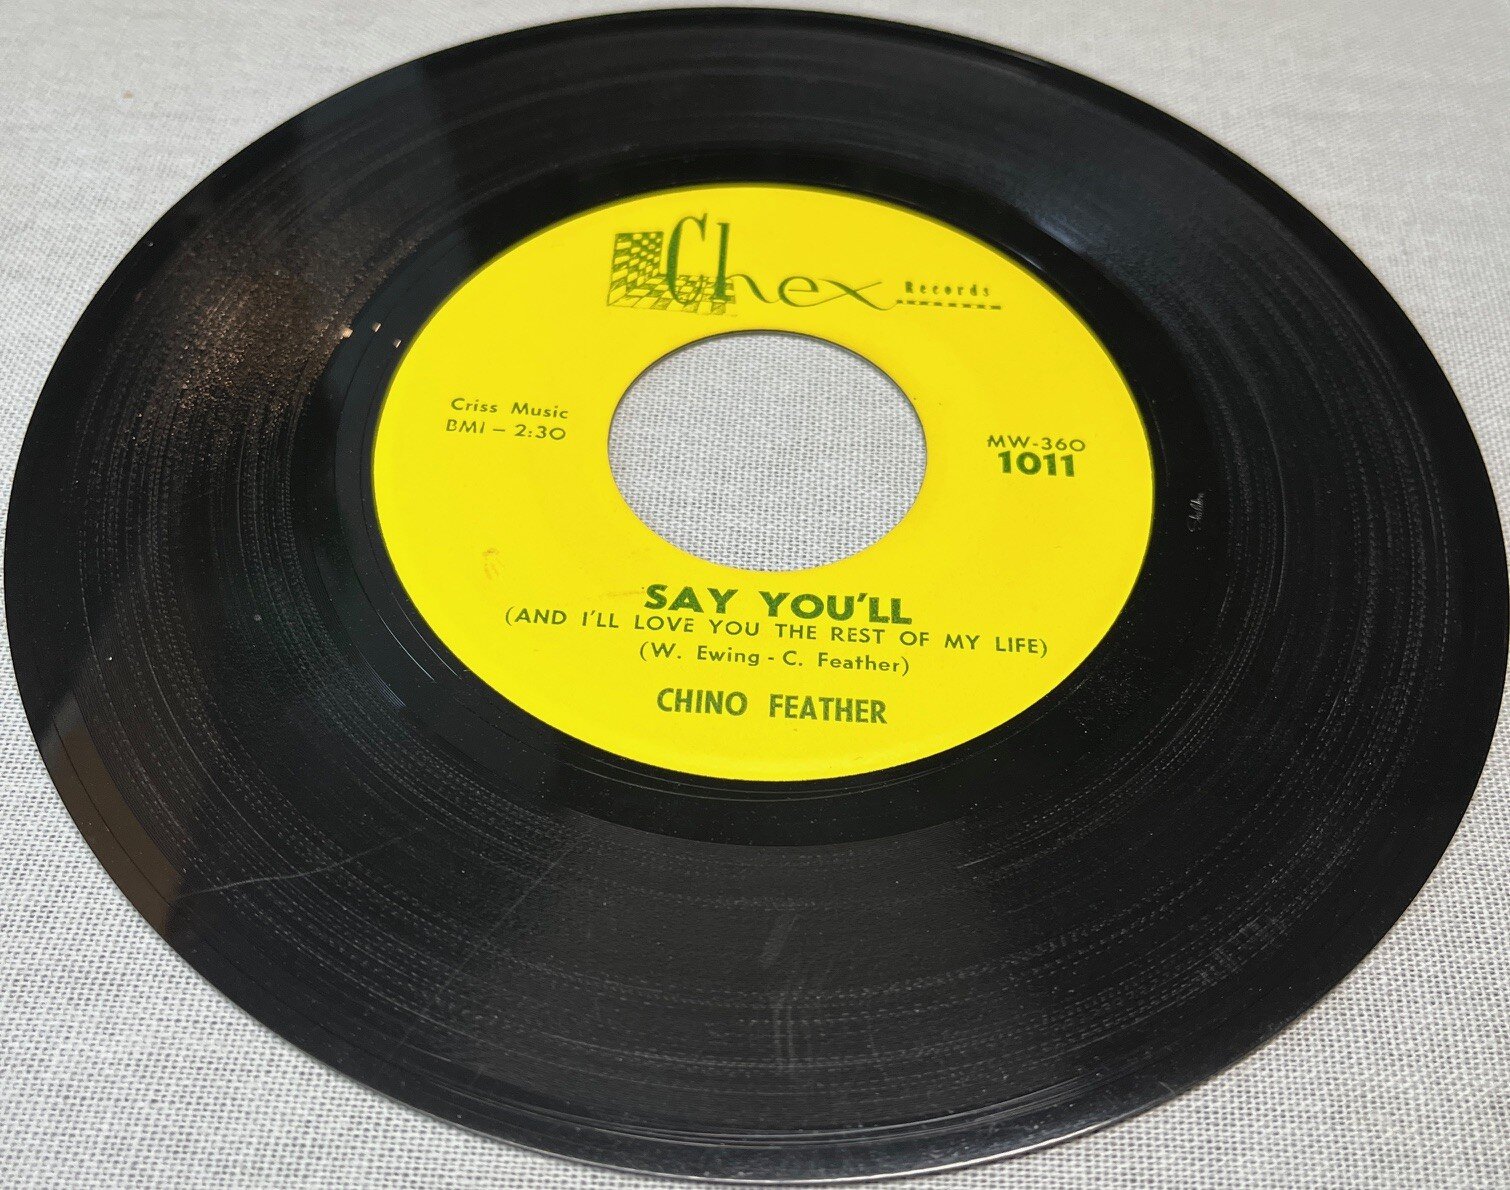 Chex Records
Criss Music
BMI – 2:30
MW-360
1011
SAY YOU'LL
(AND I'LL LOVE YOU THE REST OF MY LIFE)
(W. Ewing - C. Feather)
CHINO FEATHER